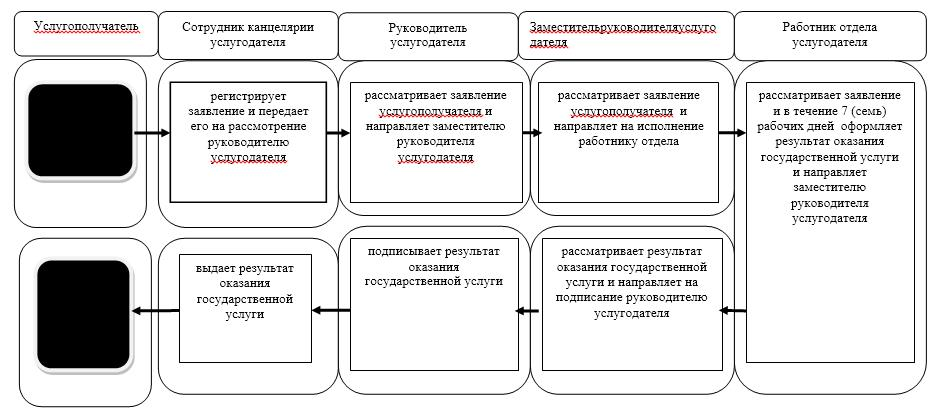 Услугополучатель
Сотрудник канцелярии
услугодателя
Руководитель
услугодателя
Заместительруководителяуслуго
дателя
Работник отдела
услугодателя
регистрирует
заявление и передает
его на рассмотрение
руководителю
услугодателя
рассматривает заявление
услугополучателя и
направляет заместителю
руководителя
услугодателя
рассматривает заявление
услугополучателя и
направляет на исполнение
работнику отдела
рассматривает заявление
и в течение 7 (семь)
рабочих дней оформляет
результат оказания
государственной услуги
и направляет
заместителю
руководителя
услугодателя
выдает результат
оказания
государственной
услуги
подписывает результат
оказания
государственной услуги
рассматривает результат
оказания государственной
услуги и направляет на
подписание руководителю
услугодателя